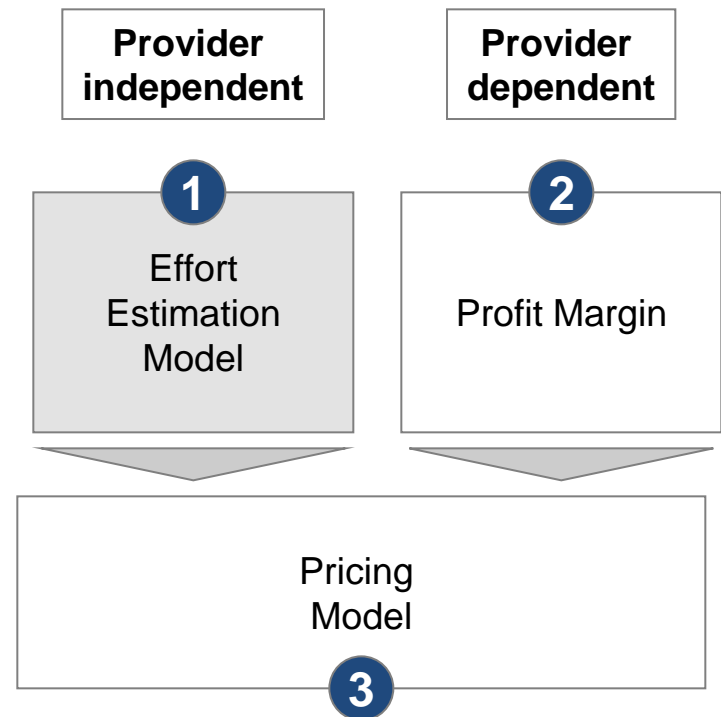 Provider
independent
Provider
dependent
1
2
Effort
Estimation
Model
Profit Margin
Pricing
Model
3